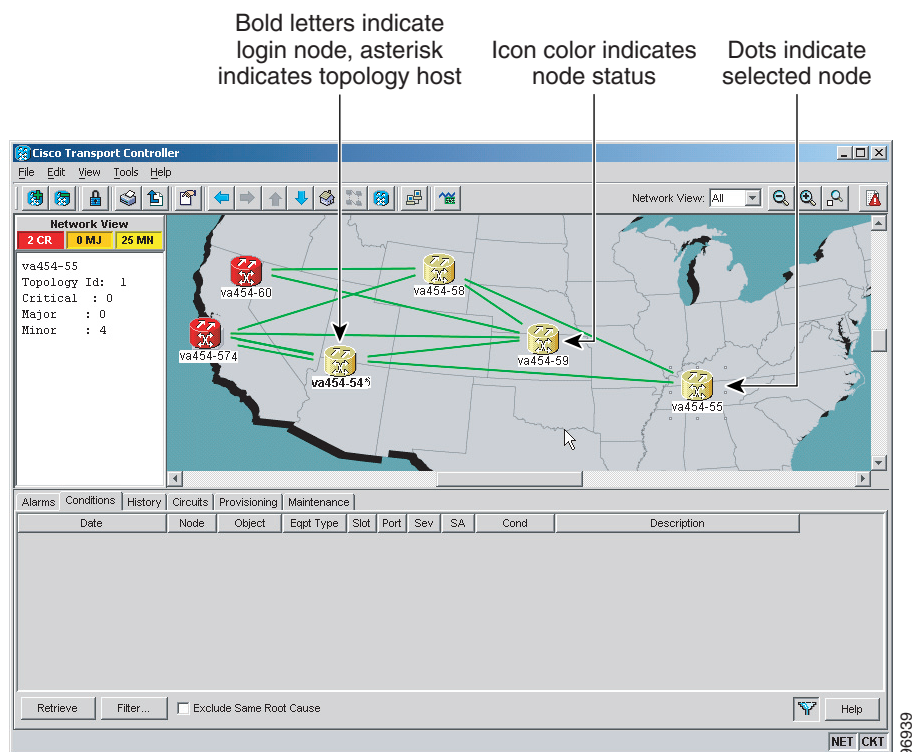 Bold letters indicate
login node, asterisk
indicates topology host
Icon color indicates
node status
Dots indicate
selected node
Cisco Transport Controller
File Edit View Tools Help
Network View: All
Network View
2 CR 0 MJ 25 MN
va454-55
Topology Id: 1
Critical : 0
Major : 0
Minor : 4
va454-60
va454-58
va454-574
va454-59
va454-54*
va454-55
Alarms Conditions History Circuits Provisioning Maintenance
Date Node Object Eqpt Type Slot Port Sev SA Cond Description
Retrieve Filter... Exclude Same Root Cause Help
NET CKT
96939